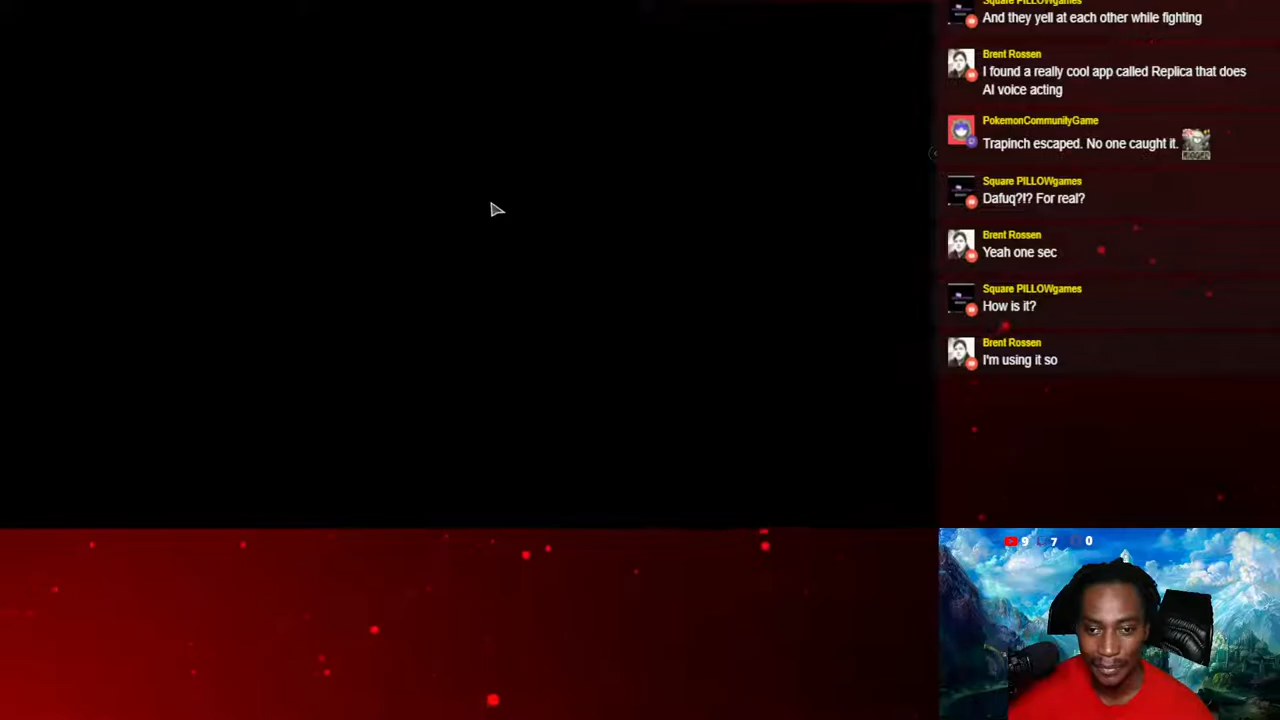 Square PILLOWgames
And they yell at each other while fighting
Brent Rossen
I found a really cool app called Replica that does
AI voice acting
PokemonCommunityGame
Trapinch escaped. No one caught it.
Square PILLOWgames
Dafuq?!? For real?
Brent Rossen
Yeah one sec
Square PILLOWgames
How is it?
Brent Rossen
I'm using it so
9 7 0